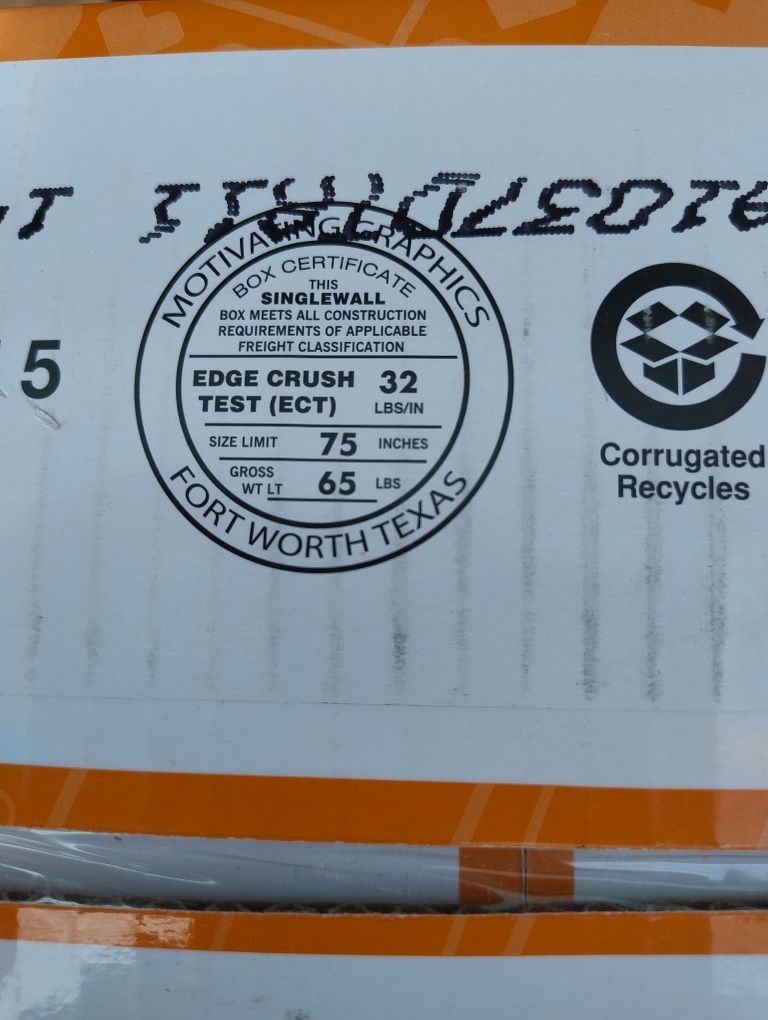 MOTIVATING GRAPHICS
BOX CERTIFICATE
THIS
SINGLEWALL
BOX MEETS ALL CONSTRUCTION
REQUIREMENTS OF APPLICABLE
FREIGHT CLASSIFICATION
EDGE CRUSH
TEST (ECT)
32
LBS/IN
SIZE LIMIT 75 INCHES
GROSS
WT LT
65 LBS
FORT WORTH TEXAS
5
Corrugated
Recycles